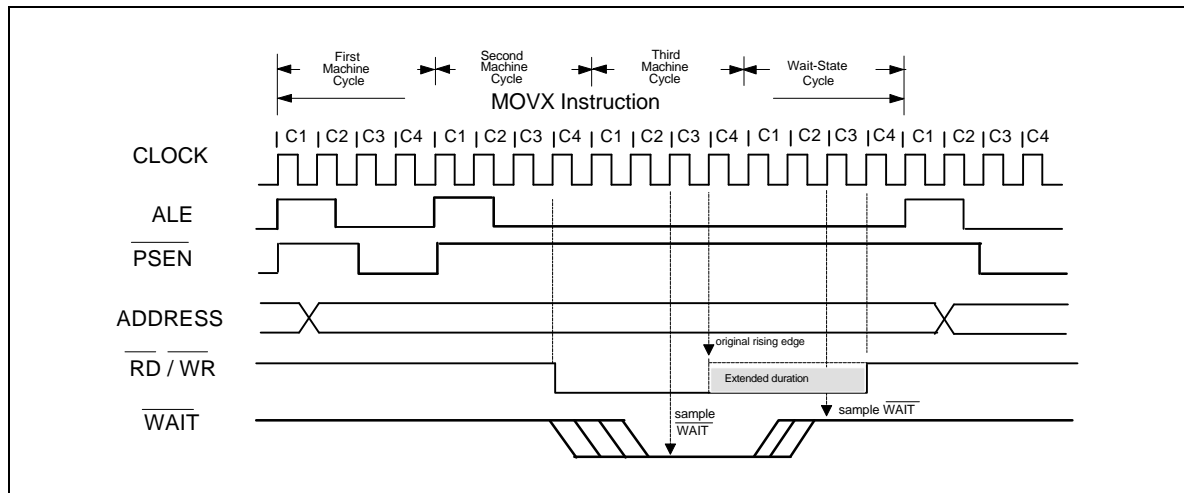 First Machine Cycle
Second Machine Cycle
Third Machine Cycle
Wait-State Cycle
MOVX Instruction
CLOCK
| C1 | C2 | C3 | C4 | C1 | C2 | C3 | C4 | C1 | C2 | C3 | C4 | C1 | C2 | C3 | C4 | C1 | C2 | C3 | C4
ALE
PSEN
ADDRESS
original rising edge
RD / WR
Extended duration
sample WAIT
sample WAIT
WAIT